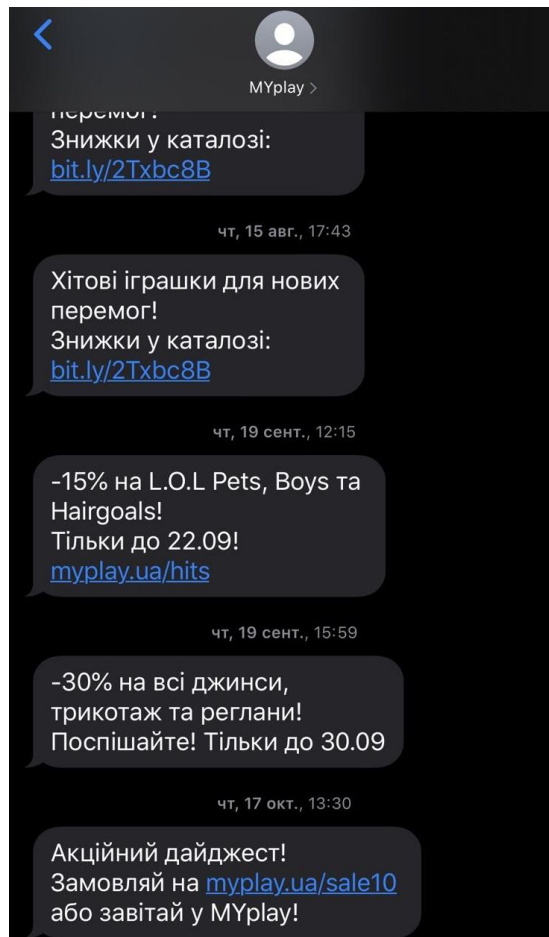 MYplay
перемог!
Знижки у каталозі:
bit.ly/2Txbc8B
чт, 15 авг., 17:43
Хітові іграшки для нових
перемог!
Знижки у каталозі:
bit.ly/2Txbc8B
чт, 19 сент., 12:15
-15% на L.O.L Pets, Boys та
Hairgoals!
Тільки до 22.09!
myplay.ua/hits
чт, 19 сент., 15:59
-30% на всі джинси,
трикотаж та реглани!
Поспішайте! Тільки до 30.09
чт, 17 окт., 13:30
Акційний дайджест!
Замовляй на myplay.ua/sale10
або завітай у MYplay!